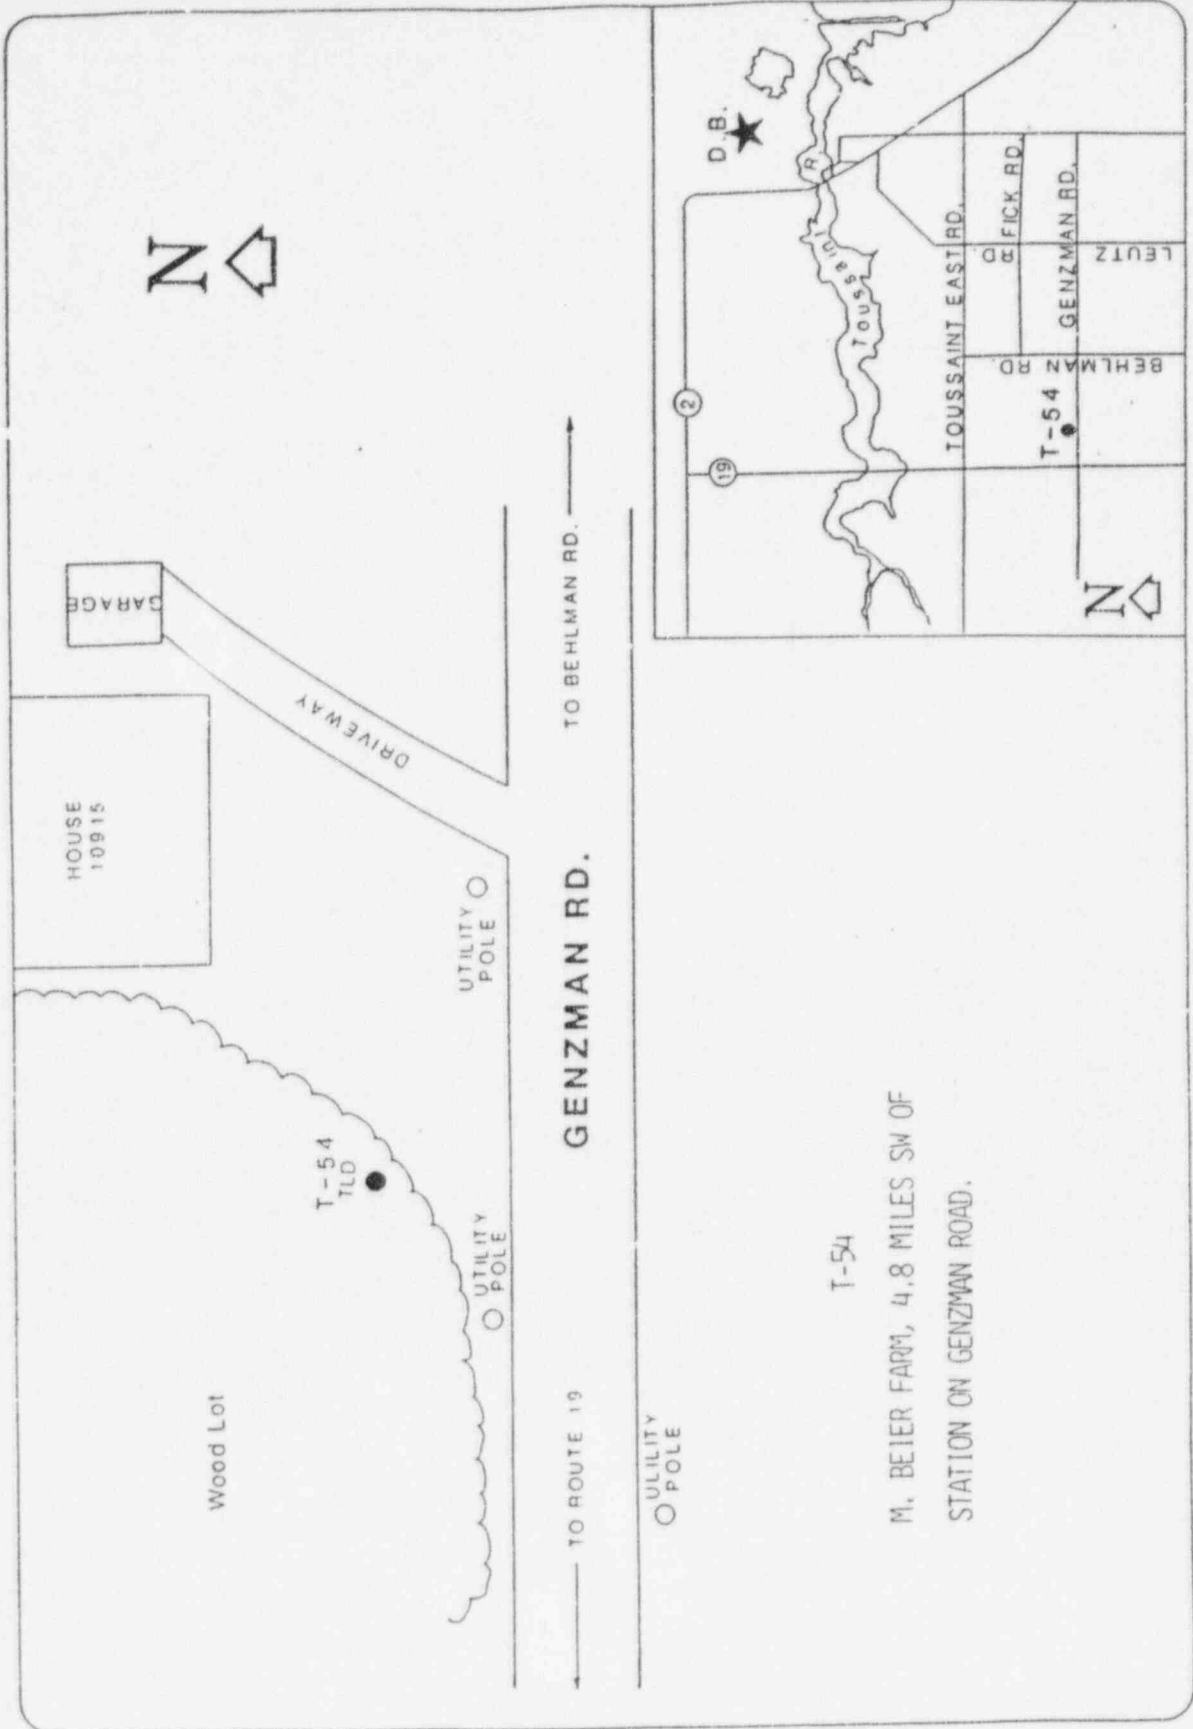 N
GARAGE
HOUSE
10915
DRIVEWAY
Wood Lot
T-54
TLD
UTILITY
POLE
UTILITY
POLE
TO ROUTE 19
GENZMAN RD.
TO BEHLMAN RD.
ULILITY
POLE
T-54
M. BEIER FARM, 4.8 MILES SW OF
STATION ON GENZMAN ROAD.
D.B.
2
19
Toussaint
R.
TOUSSAINT EAST RD.
RD.
FICK RD.
T-54
GENZMAN RD.
BEHLMAN RD.
LEUTZ
N